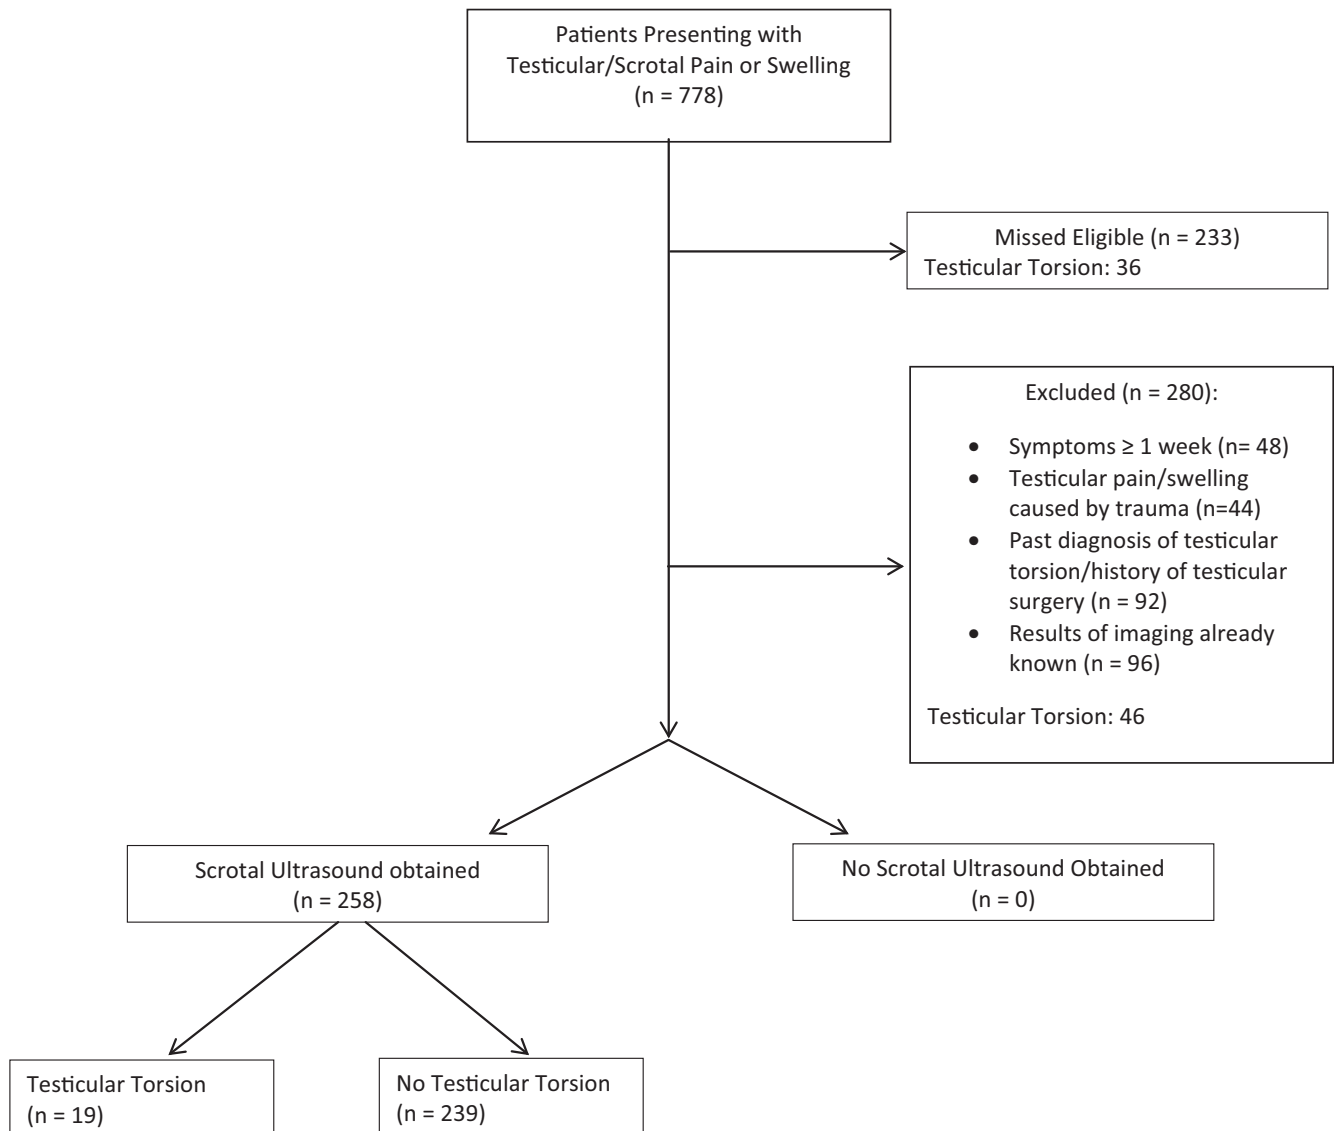 Patients Presenting with
Testicular/Scrotal Pain or Swelling
(n = 778)
Missed Eligible (n = 233)
Testicular Torsion: 36
Excluded (n = 280):
• Symptoms ≥ 1 week (n= 48)
• Testicular pain/swelling
caused by trauma (n=44)
• Past diagnosis of testicular
torsion/history of testicular
surgery (n = 92)
• Results of imaging already
known (n = 96)
Testicular Torsion: 46
Scrotal Ultrasound obtained
(n = 258)
No Scrotal Ultrasound Obtained
(n = 0)
Testicular Torsion
(n = 19)
No Testicular Torsion
(n = 239)